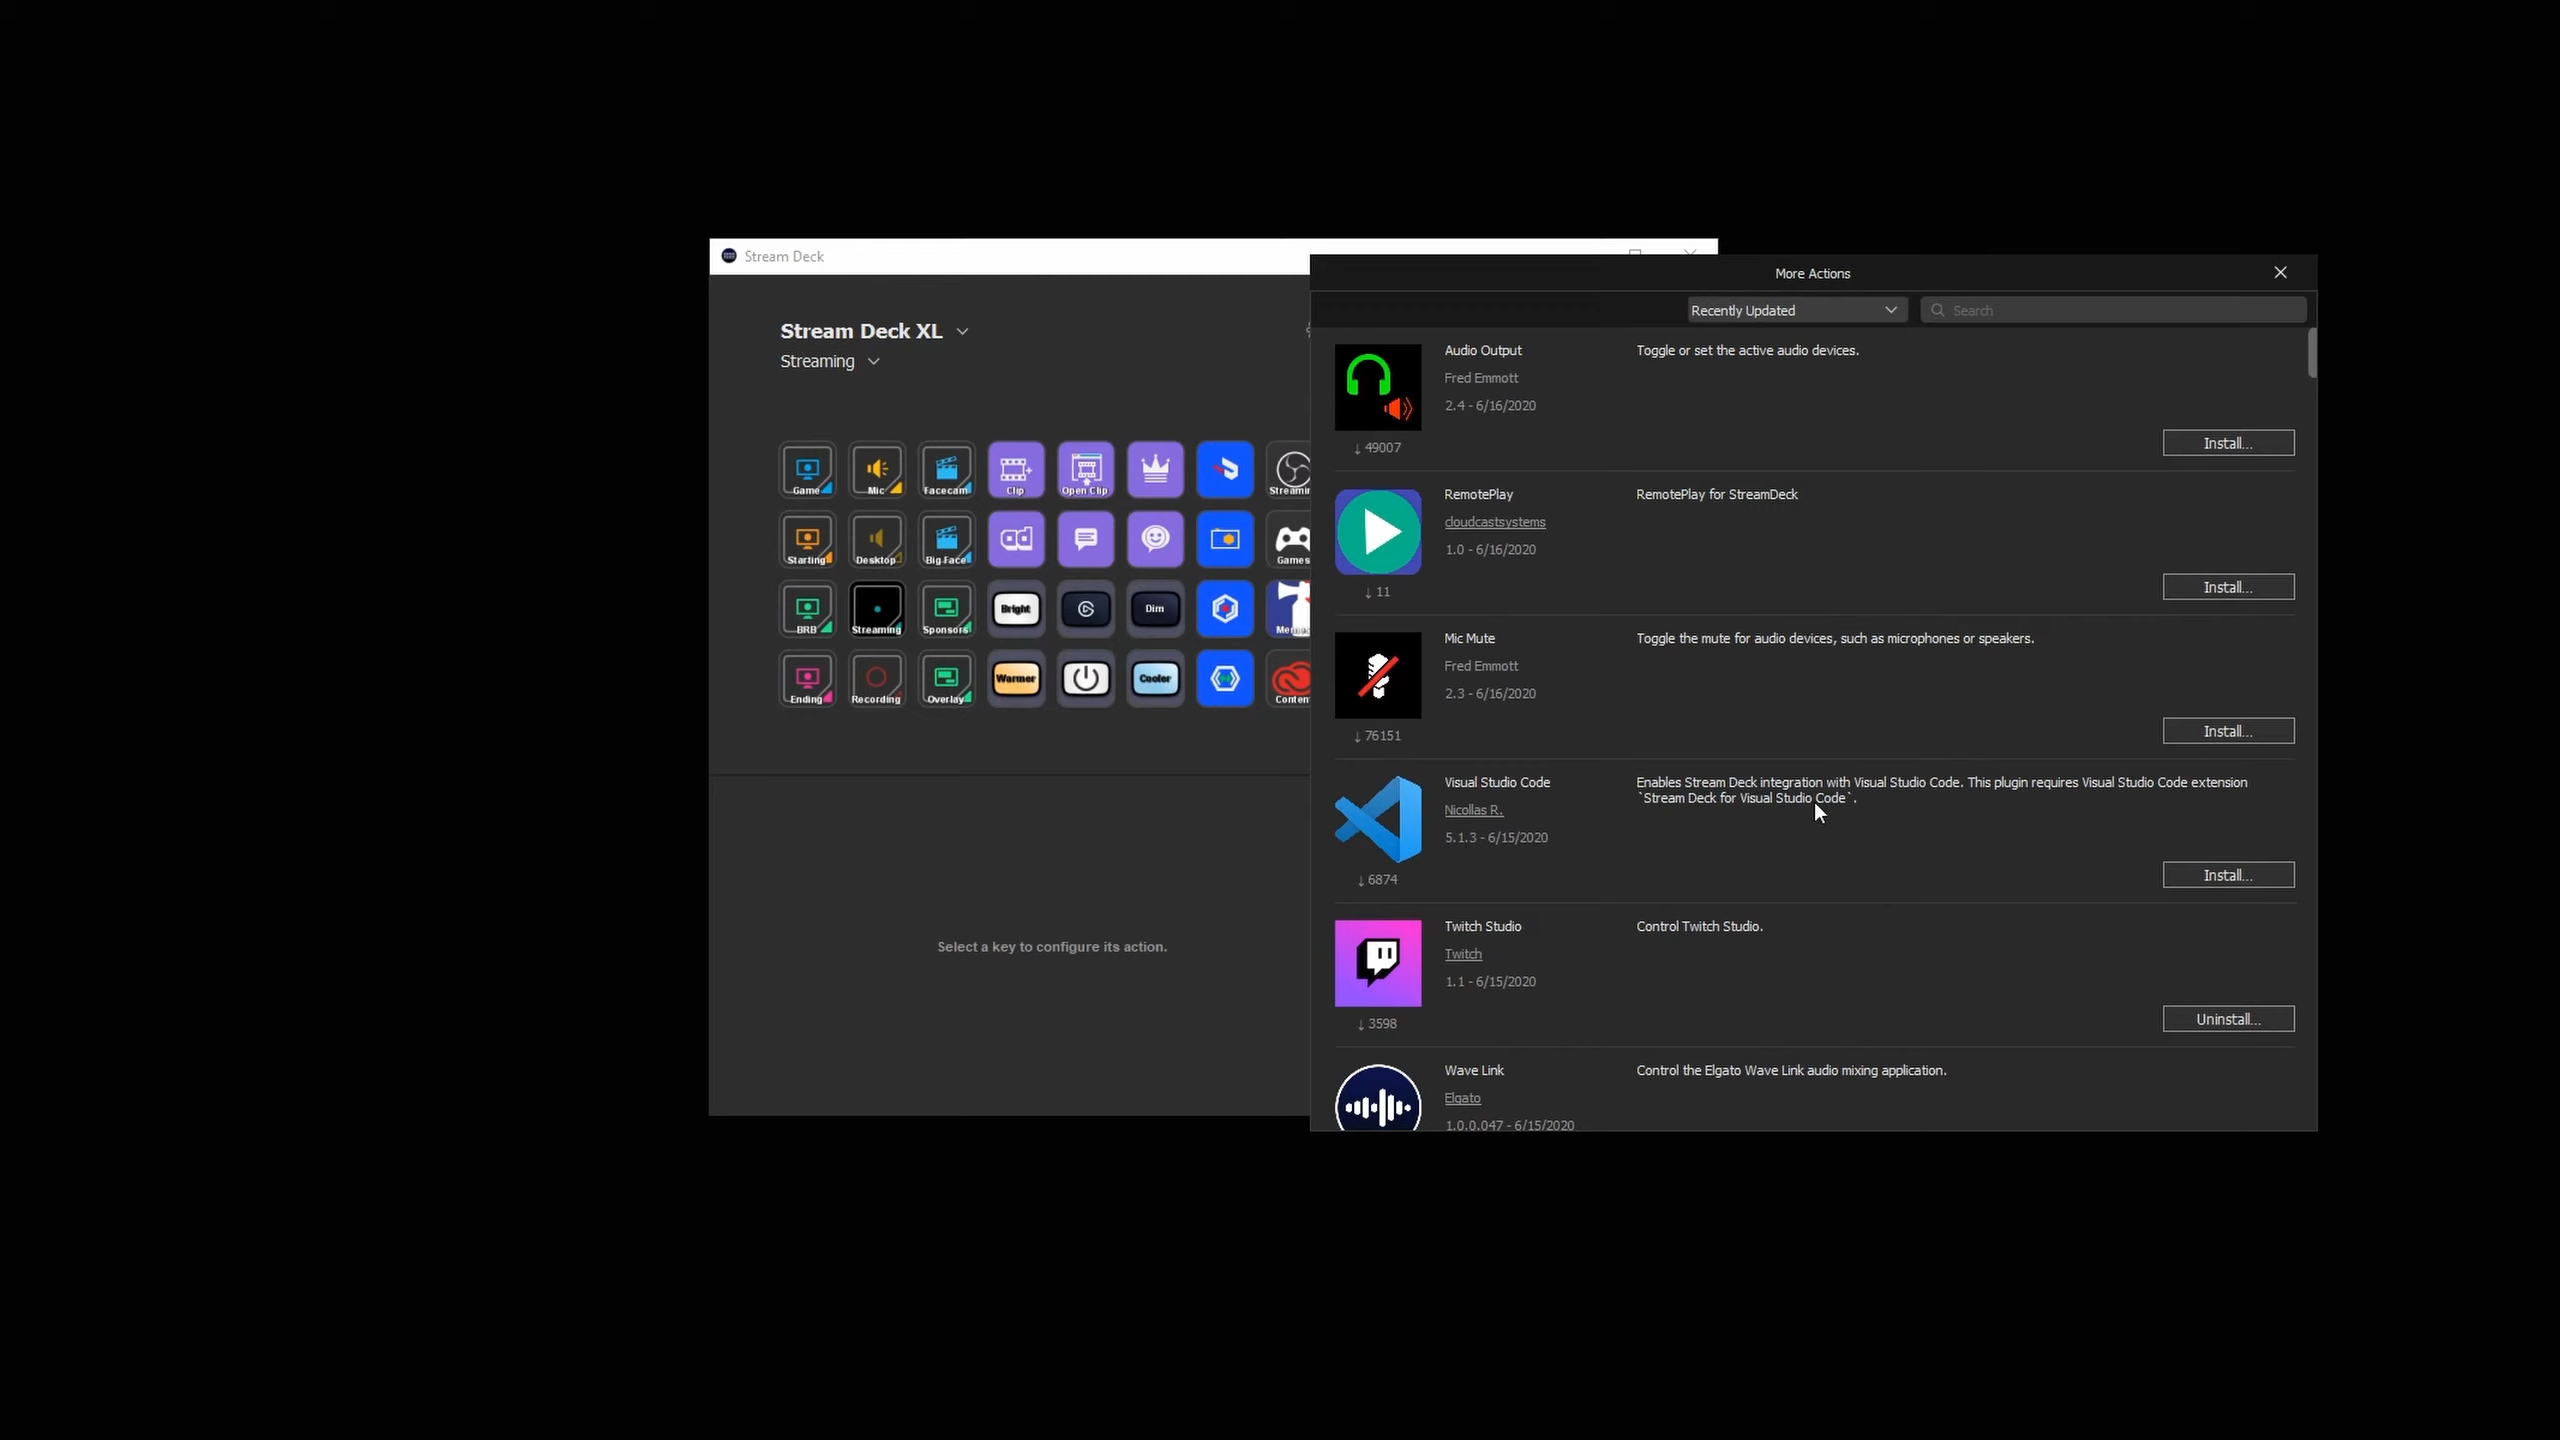 Stream Deck
Stream Deck XL
Streaming
Game
Mic
Facecam
Clip
Open Clip
Starting
Desktop
Big Face
ad
Games
BRB
Streaming
Sponsors
Bright
Dim
Ending
Recording
Overlay
Warmer
Cooler
Select a key to configure its action.
More Actions
Recently Updated
Search
Audio Output
Toggle or set the active audio devices.
Fred Emmott
2.4 - 6/16/2020
↓ 49007
Install...
RemotePlay
RemotePlay for StreamDeck
cloudcastsystems
1.0 - 6/16/2020
↓ 11
Install...
Mic Mute
Toggle the mute for audio devices, such as microphones or speakers.
Fred Emmott
2.3 - 6/16/2020
↓ 76151
Install...
Visual Studio Code
Enables Stream Deck integration with Visual Studio Code. This plugin requires Visual Studio Code extension
`Stream Deck for Visual Studio Code`.
Nicollas R.
5.1.3 - 6/15/2020
↓ 6874
Install...
Twitch Studio
Control Twitch Studio.
Twitch
1.1 - 6/15/2020
↓ 3598
Uninstall...
Wave Link
Control the Elgato Wave Link audio mixing application.
Elgato
1.0.0.047 - 6/15/2020